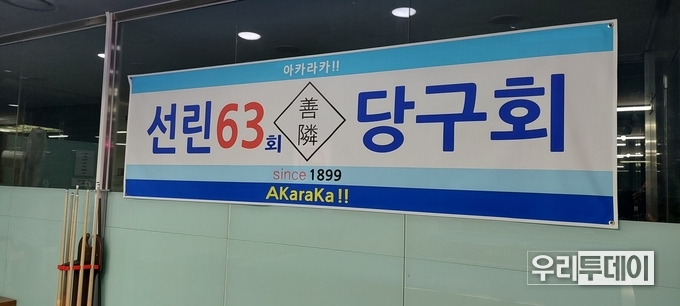 아카라카!!
선린63회 善隣 당구회
since 1899
AKaraKa!!
우리투데이